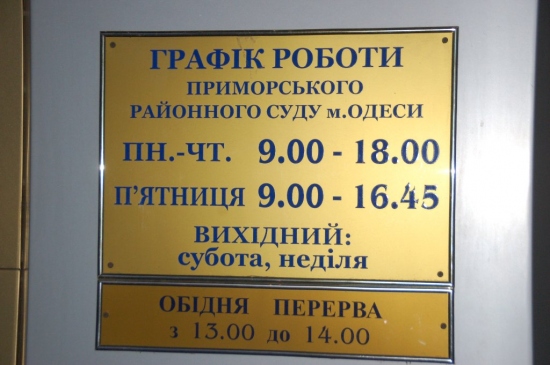 ГРАФІК РОБОТИ
ПРИМОРСЬКОГО
РАЙОННОГО СУДУ м.ОДЕСИ
ПН.-ЧТ. 9.00 - 18.00
П'ЯТНИЦЯ 9.00 - 16.45
ВИХІДНИЙ:
субота, неділя
ОБІДНЯ ПЕРЕРВА
з 13.00 до 14.00